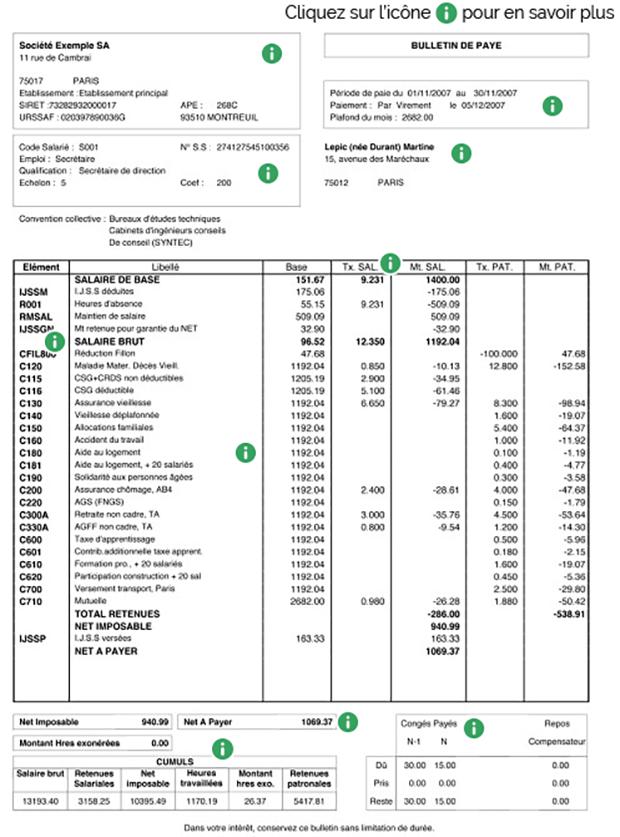 Cliquez sur l'icône i pour en savoir plus
Société Exemple SA
11 rue de Cambrai
75017 PARIS
Etablissement : Etablissement principal
SIRET :73282932000017 APE : 268C
URSSAF : 020397890036G 93510 MONTREUIL
BULLETIN DE PAYE
Période de paie du 01/11/2007 au 30/11/2007
Paiement : Par Virement le 05/12/2007
Plafond du mois : 2682.00
Code Salarié : S001 N° S.S : 274127545100356
Emploi : Secrétaire
Qualification : Secrétaire de direction
Echelon : 5 Coef : 200
Lepic (née Durant) Martine
15, avenue des Maréchaux
75012 PARIS
Convention collective : Bureaux d'études techniques
Cabinets d'ingénieurs conseils
De conseil (SYNTEC)
Elément Libellé Base Tx. SAL. Mt. SAL. Tx. PAT. Mt. PAT.
SALAIRE DE BASE 151.67 9.231 1400.00
IJSSM I.J.S.S déduites 175.06 -175.06
R001 Heures d'absence 55.15 9.231 -509.09
RMSAL Maintien de salaire 509.09 509.09
IJSSGN Mt retenue pour garantie du NET 32.90 -32.90
SALAIRE BRUT 96.52 12.350 1192.04
CFIL800 Réduction Fillon 47.68 -100.000 47.68
C120 Maladie Mater. Décès Vieill. 1192.04 0.850 -10.13 12.800 -152.58
C115 CSG+CRDS non déductibles 1205.19 2.900 -34.95
C116 CSG déductible 1205.19 5.100 -61.46
C130 Assurance vieillesse 1192.04 6.650 -79.27 8.300 -98.94
C140 Vieillesse déplafonnée 1192.04 1.600 -19.07
C150 Allocations familiales 1192.04 5.400 -64.37
C160 Accident du travail 1192.04 1.000 -11.92
C180 Aide au logement 1192.04 0.100 -1.19
C181 Aide au logement, + 20 salariés 1192.04 0.400 -4.77
C190 Solidarité aux personnes âgées 1192.04 0.300 -3.58
C200 Assurance chômage, AB4 1192.04 2.400 -28.61 4.000 -47.68
C220 AGS (FNGS) 1192.04 0.150 -1.79
C300A Retraite non cadre, TA 1192.04 3.000 -35.76 4.500 -53.64
C330A AGFF non cadre, TA 1192.04 0.800 -9.54 1.200 -14.30
C600 Taxe d'apprentissage 1192.04 0.500 -5.96
C601 Contrib.additionnelle taxe apprent. 1192.04 0.180 -2.15
C610 Formation pro., + 20 salariés 1192.04 1.600 -19.07
C620 Participation construction + 20 sal 1192.04 0.450 -5.36
C700 Versement transport, Paris 1192.04 2.500 -29.80
C710 Mutuelle 2682.00 0.980 -26.28 1.880 -50.42
TOTAL RETENUES -286.00 -538.91
NET IMPOSABLE 940.99
IJSSP I.J.S.S versées 163.33 163.33
NET A PAYER 1069.37
Net Imposable 940.99 Net A Payer 1069.37
Montant Hres exonérées 0.00
CUMULS
Salaire brut Retenues Salariales Net imposable Heures travaillées Montant hres exo. Retenues patronales
13193.40 3158.25 10395.49 1170.19 26.37 5417.81
Congés Payés Repos
N-1 N Compensateur
Dû 30.00 15.00 0.00
Pris 0.00 0.00 0.00
Reste 30.00 15.00 0.00
Dans votre intérêt, conservez ce bulletin sans limitation de durée.